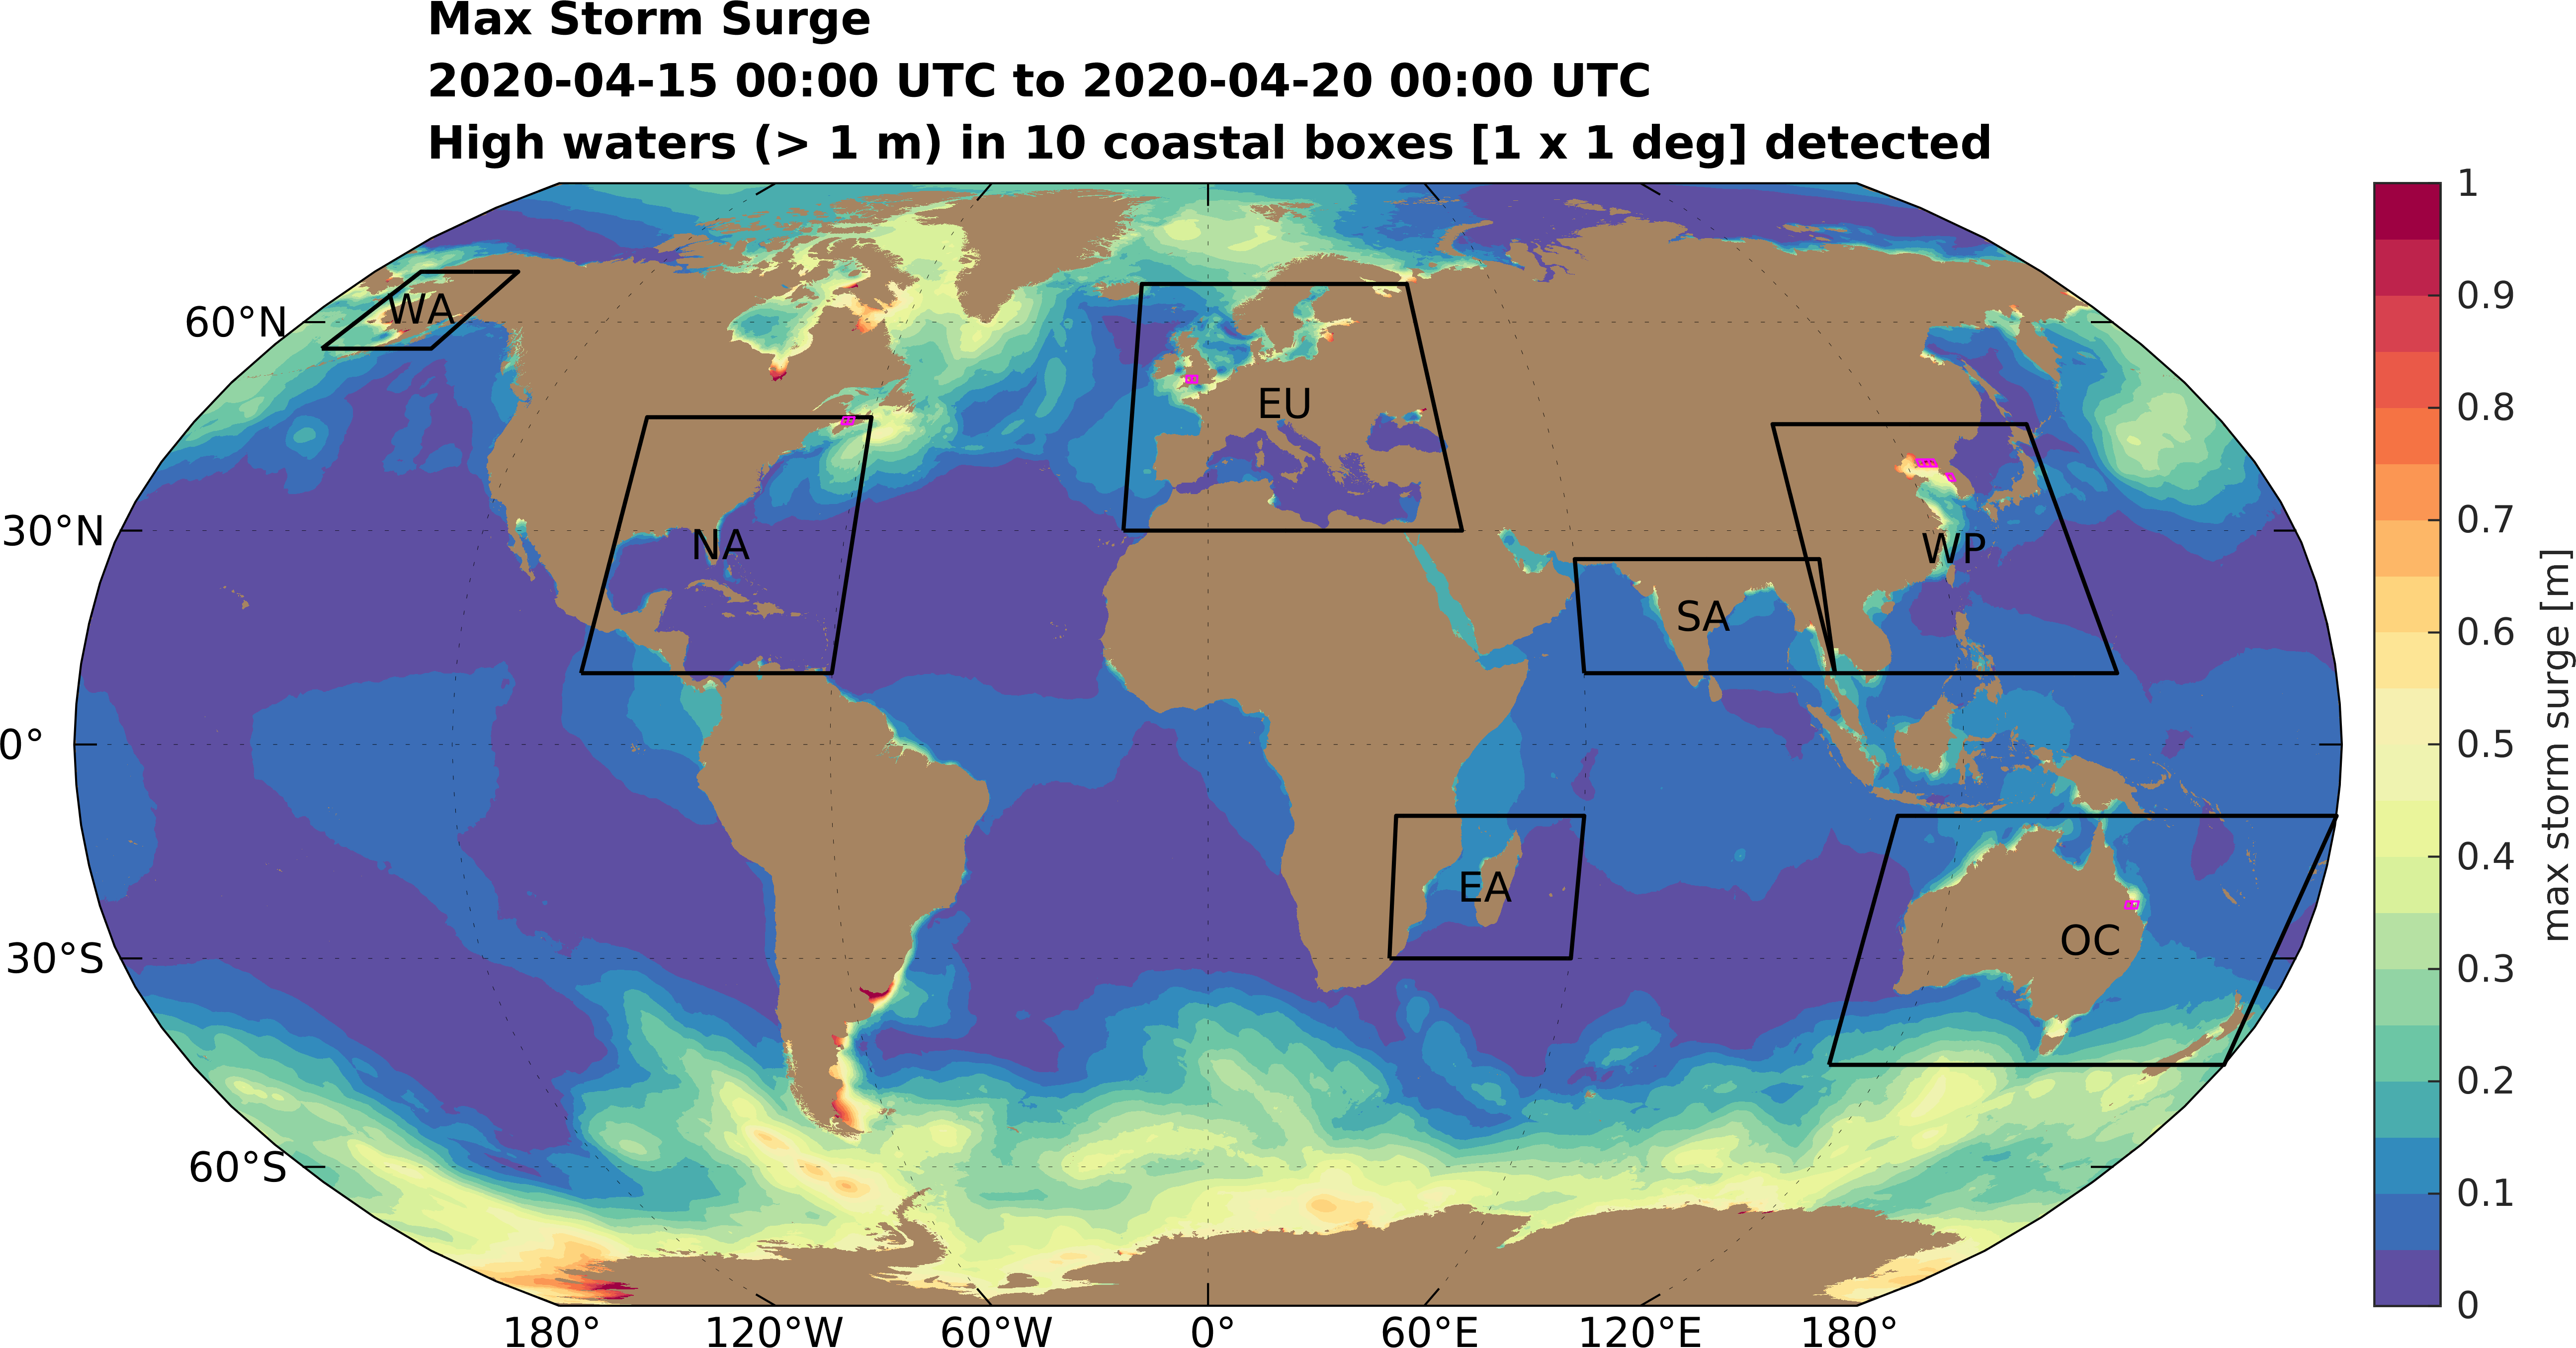 Max Storm Surge
2020-04-15 00:00 UTC to 2020-04-20 00:00 UTC
High waters (> 1 m) in 10 coastal boxes [1 x 1 deg] detected
60°N
30°N
0°
30°S
60°S
180°
120°W
60°W
0°
60°E
120°E
180°
WA
NA
EU
SA
WP
EA
OC
1
0.9
0.8
0.7
0.6
0.5
0.4
0.3
0.2
0.1
0
max storm surge [m]